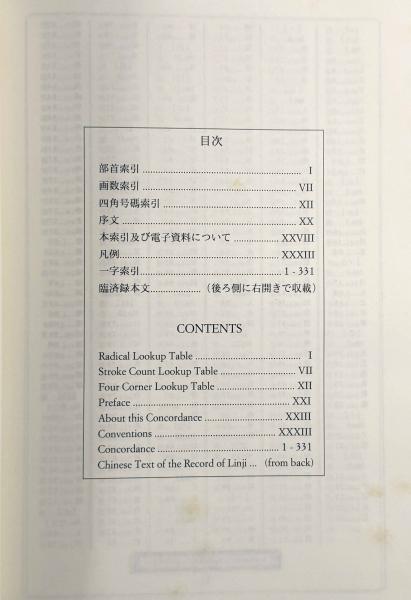 目次
部首索引 ........................................................ I
画数索引 ........................................................ VII
四角号碼索引 ................................................ XII
序文 ............................................................... XX
本索引及び電子資料について ................ XXVIII
凡例 ............................................................... XXXIII
一字索引 ........................................................ 1 - 331
臨済録本文 ................... (後ろ側に右開きで収載)
CONTENTS
Radical Lookup Table ...................................... I
Stroke Count Lookup Table ............................ VII
Four Corner Lookup Table ............................. XII
Preface ............................................................ XXI
About this Concordance ................................. XXIII
Conventions .................................................. XXXIII
Concordance .................................................. 1 - 331
Chinese Text of the Record of Linji ... (from back)